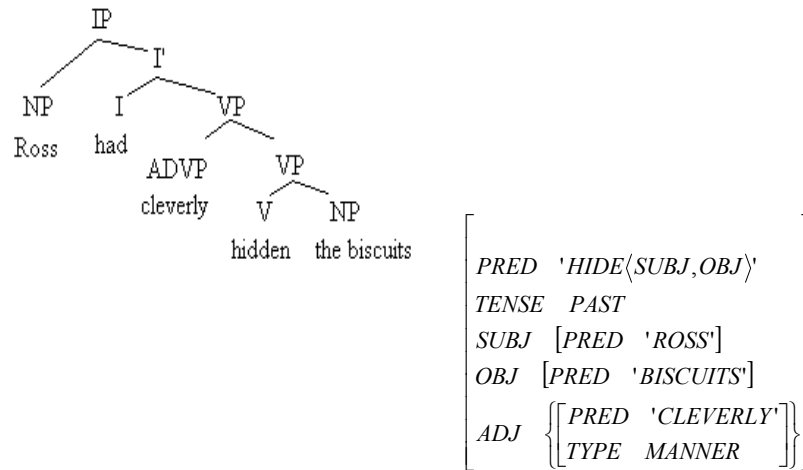 IP
I'
NP I VP
Ross had
ADVP VP
cleverly
V NP
hidden the biscuits
PRED 'HIDE⟨SUBJ,OBJ⟩'
TENSE PAST
SUBJ [PRED 'ROSS']
OBJ [PRED 'BISCUITS']
ADJ {[PRED 'CLEVERLY'
TYPE MANNER]}